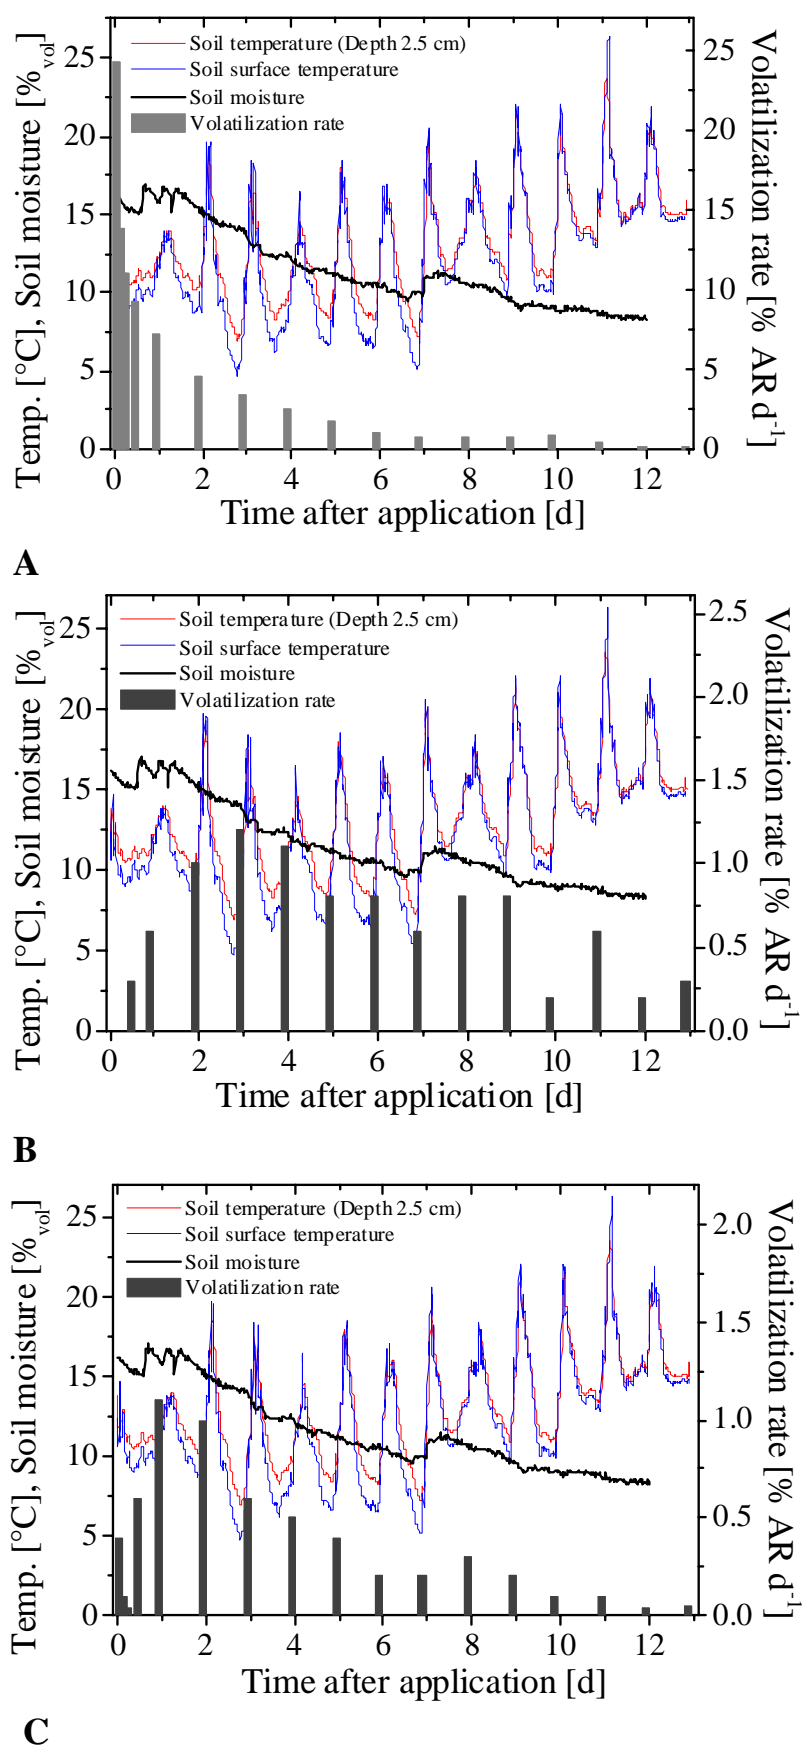 Soil temperature (Depth 2.5 cm)
Soil surface temperature
Soil moisture
Volatilization rate
Temp. [°C], Soil moisture [%vol]
25
20
15
10
5
0
Volatilization rate [% AR d-1]
25
20
15
10
5
0
0 2 4 6 8 10 12
Time after application [d]
A
Soil temperature (Depth 2.5 cm)
Soil surface temperature
Soil moisture
Volatilization rate
Temp. [°C], Soil moisture [%vol]
25
20
15
10
5
0
Volatilization rate [% AR d-1]
2.5
2.0
1.5
1.0
0.5
0.0
0 2 4 6 8 10 12
Time after application [d]
B
Soil temperature (Depth 2.5 cm)
Soil surface temperature
Soil moisture
Volatilization rate
Temp. [°C], Soil moisture [%vol]
25
20
15
10
5
0
Volatilization rate [% AR d-1]
2.0
1.5
1.0
0.5
0.0
0 2 4 6 8 10 12
Time after application [d]
C